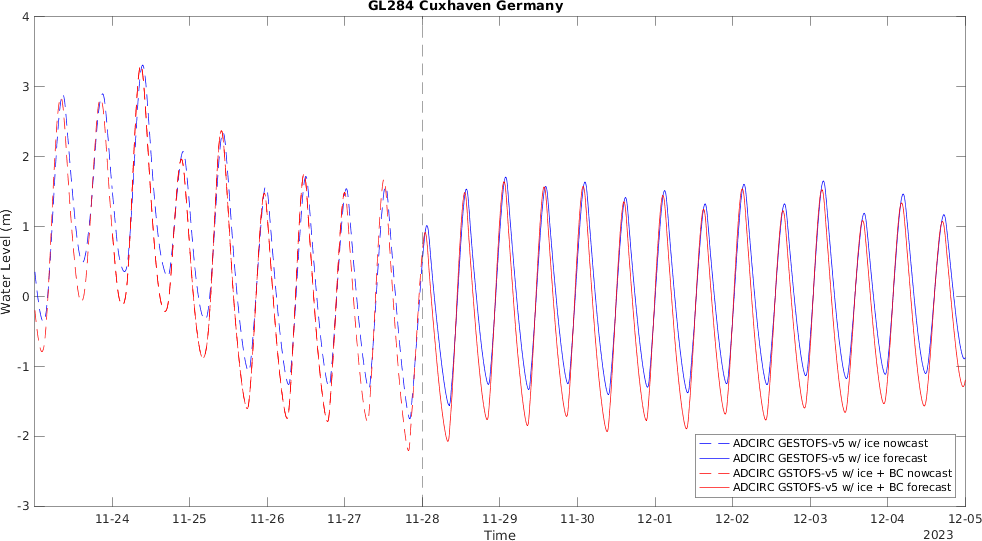 GL284 Cuxhaven Germany
4
3
2
1
0
-1
-2
-3
Water Level (m)
ADCIRC GESTOFS-v5 w/ ice nowcast
ADCIRC GESTOFS-v5 w/ ice forecast
ADCIRC GSTOFS-v5 w/ ice + BC nowcast
ADCIRC GSTOFS-v5 w/ ice + BC forecast
11-24 11-25 11-26 11-27 11-28 11-29 11-30 12-01 12-02 12-03 12-04 12-05
Time
2023